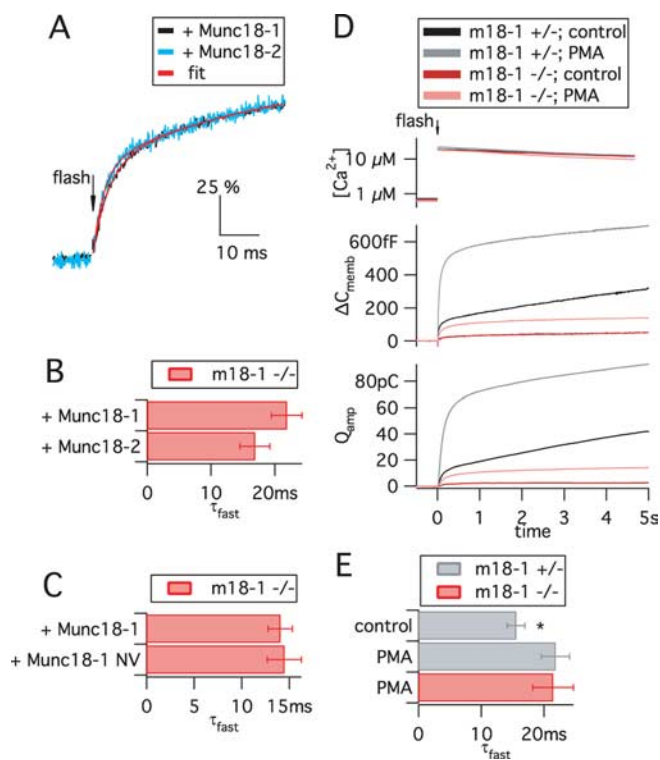 A
+ Munc18-1
+ Munc18-2
fit
flash
25 %
10 ms
B
m18-1 -/-
+ Munc18-1
+ Munc18-2
0
10
20ms
τfast
C
m18-1 -/-
+ Munc18-1
+ Munc18-1 NV
0
5
10
15ms
τfast
D
m18-1 +/-; control
m18-1 +/-; PMA
m18-1 -/-; control
m18-1 -/-; PMA
flash
[Ca2+]
10 µM
1 µM
ΔCmemb
600fF
400
200
0
Qamp
80pC
60
40
20
0
0
1
2
3
4
5s
time
E
m18-1 +/-
m18-1 -/-
control
*
PMA
PMA
0
10
20ms
τfast